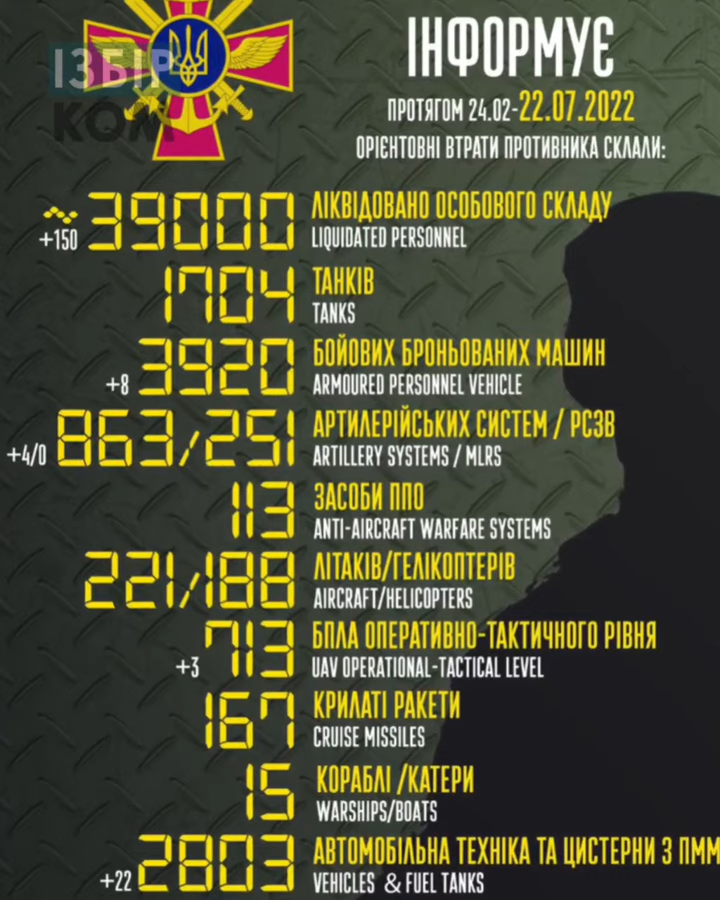 ІЗБІР
КОМ
ІНФОРМУЄ
ПРОТЯГОМ 24.02-22.07.2022
ОРІЄНТОВНІ ВТРАТИ ПРОТИВНИКА СКЛАЛИ:
~39000 ЛІКВІДОВАНО ОСОБОВОГО СКЛАДУ
+150 LIQUIDATED PERSONNEL
1704 ТАНКІВ
TANKS
3920 БОЙОВИХ БРОНЬОВАНИХ МАШИН
+8 ARMOURED PERSONNEL VEHICLE
863/251 АРТИЛЕРІЙСЬКИХ СИСТЕМ / РСЗВ
+4/0 ARTILLERY SYSTEMS / MLRS
113 ЗАСОБИ ППО
ANTI-AIRCRAFT WARFARE SYSTEMS
221/188 ЛІТАКІВ/ГЕЛІКОПТЕРІВ
AIRCRAFT/HELICOPTERS
713 БПЛА ОПЕРАТИВНО-ТАКТИЧНОГО РІВНЯ
+3 UAV OPERATIONAL-TACTICAL LEVEL
167 КРИЛАТІ РАКЕТИ
CRUISE MISSILES
15 КОРАБЛІ /КАТЕРИ
WARSHIPS/BOATS
2803 АВТОМОБІЛЬНА ТЕХНІКА ТА ЦИСТЕРНИ З ПММ
+22 VEHICLES & FUEL TANKS